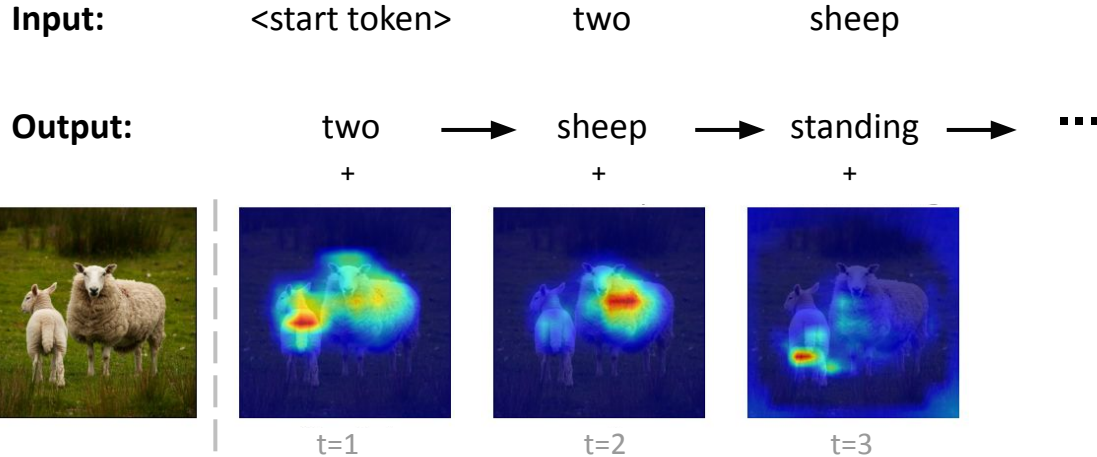 Input: <start token> two sheep
Output: two sheep standing ...
+ + +
t=1 t=2 t=3